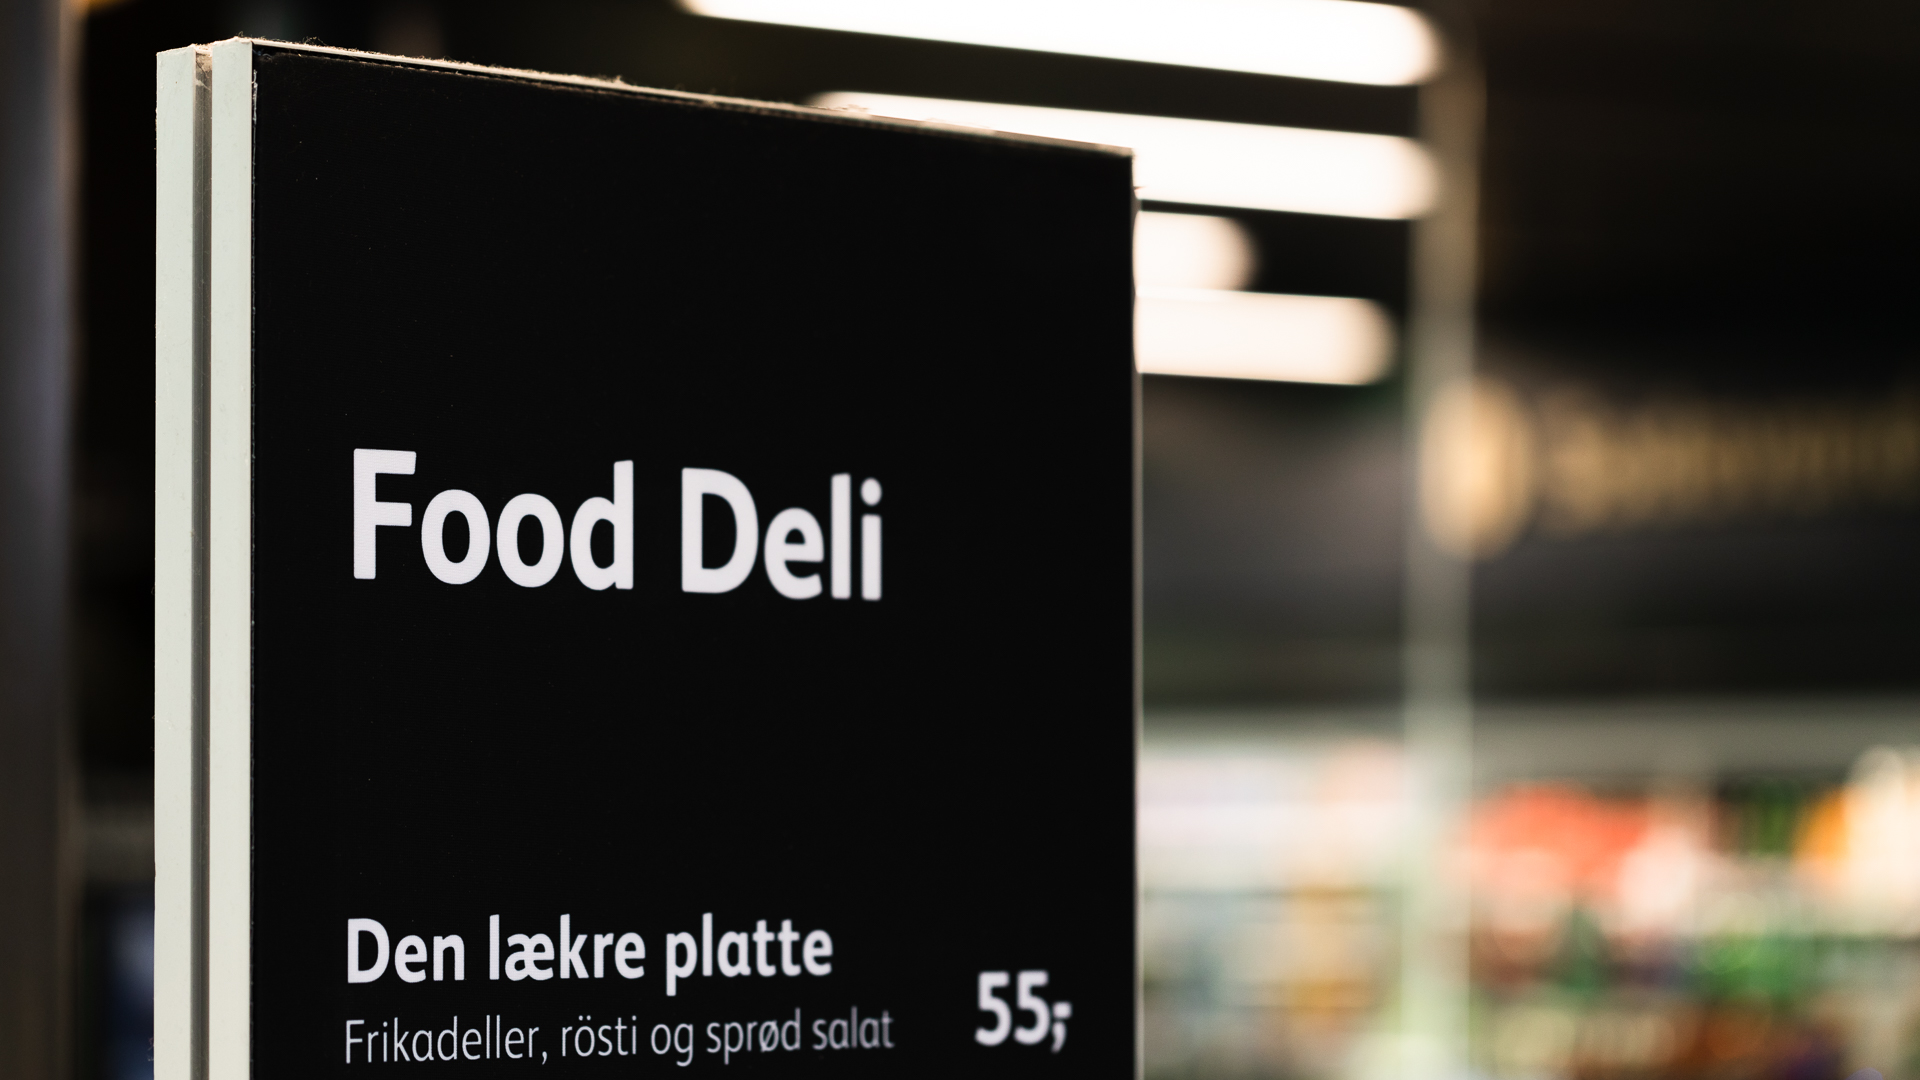 Food Deli
Den lækre platte
Frikadeller, rösti og sprød salat
55,-